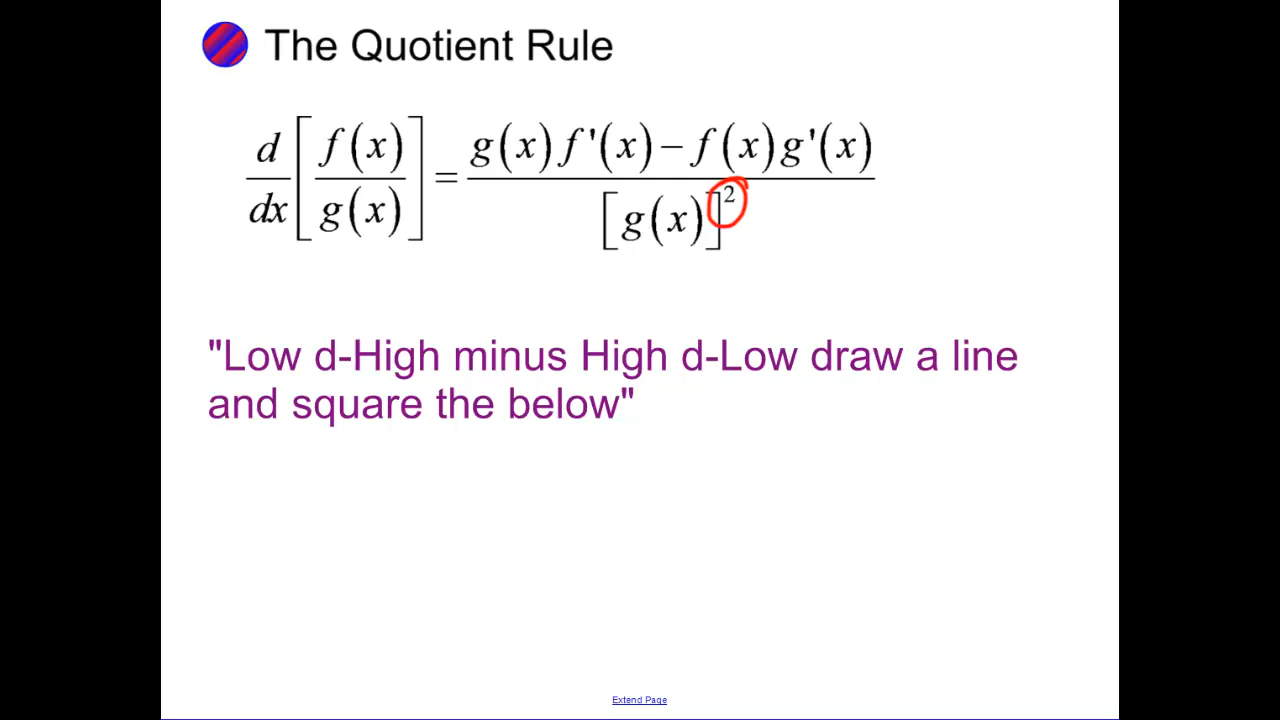 The Quotient Rule
d/dx [f(x)/g(x)] = g(x)f'(x)−f(x)g'(x)/[g(x)]²
"Low d-High minus High d-Low draw a line
and square the below"
Extend Page